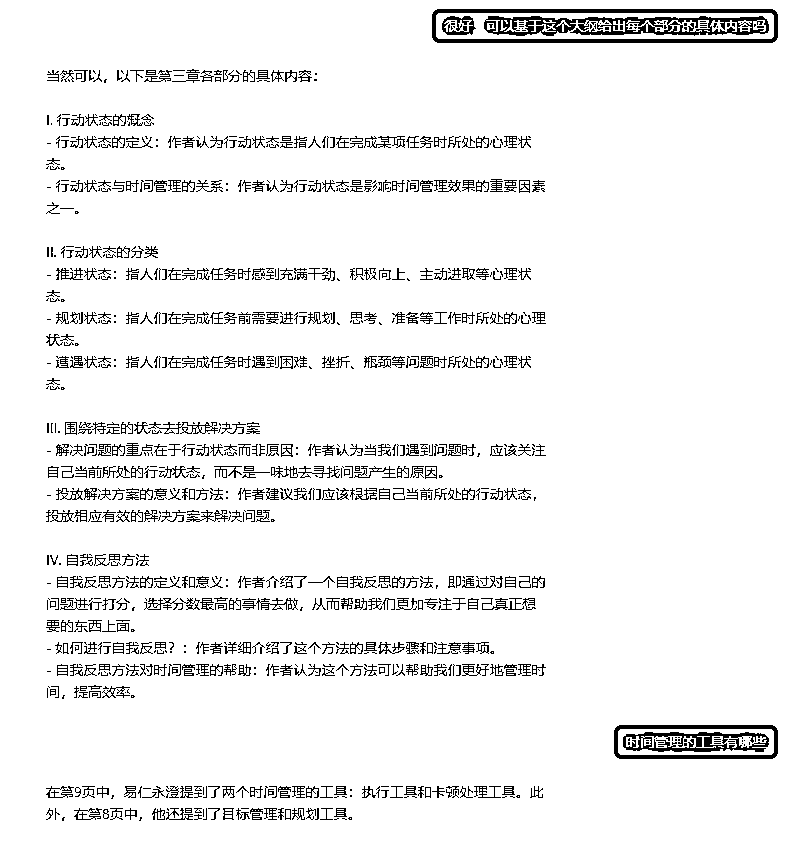 很好 可以基于这个大纲给出每个部分的具体内容吗
当然可以，以下是第三章各部分的具体内容：
I. 行动状态的概念
- 行动状态的定义：作者认为行动状态是指人们在完成某项任务时所处的心理状
态。
- 行动状态与时间管理的关系：作者认为行动状态是影响时间管理效果的重要因素
之一。
II. 行动状态的分类
- 推进状态：指人们在完成任务时感到充满干劲、积极向上、主动进取等心理状
态。
- 规划状态：指人们在完成任务前需要进行规划、思考、准备等工作时所处的心理
状态。
- 遭遇状态：指人们在完成任务时遇到困难、挫折、瓶颈等问题时所处的心理状
态。
III. 围绕特定的状态去投放解决方案
- 解决问题的重点在于行动状态而非原因：作者认为当我们遇到问题时，应该关注
自己当前所处的行动状态，而不是一味地去寻找问题产生的原因。
- 投放解决方案的意义和方法：作者建议我们应该根据自己当前所处的行动状态，
投放相应有效的解决方案来解决问题。
IV. 自我反思方法
- 自我反思方法的定义和意义：作者介绍了一个自我反思的方法，即通过对自己的
问题进行打分，选择分数最高的事情去做，从而帮助我们更加专注于自己真正想
要的东西上面。
- 如何进行自我反思？：作者详细介绍了这个方法的具体步骤和注意事项。
- 自我反思方法对时间管理的帮助：作者认为这个方法可以帮助我们更好地管理时
间，提高效率。
时间管理的工具有哪些
在第9页中，易仁永澄提到了两个时间管理的工具：执行工具和卡顿处理工具。此
外，在第8页中，他还提到了目标管理和规划工具。